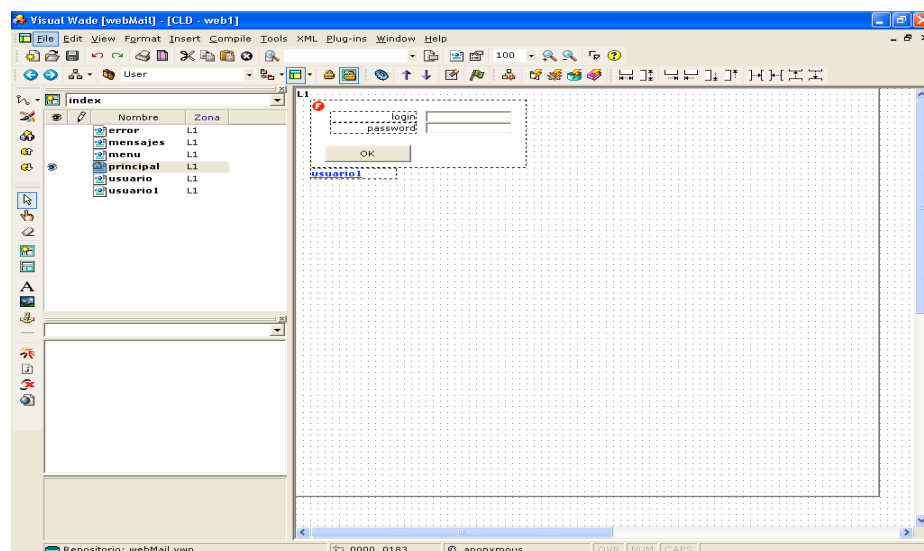 Visual Wade [webMail] - [CLD - web1]
File Edit View Format Insert Compile Tools XML Plug-ins Window Help
100
User
index
Nombre Zona
error L1
mensajes L1
menu L1
principal L1
usuario L1
usuario1 L1
L1
F
login
password
OK
usuario1
Repositorio: webMail.vwp 0000, 0183 anonymous OVR NUM CAPS